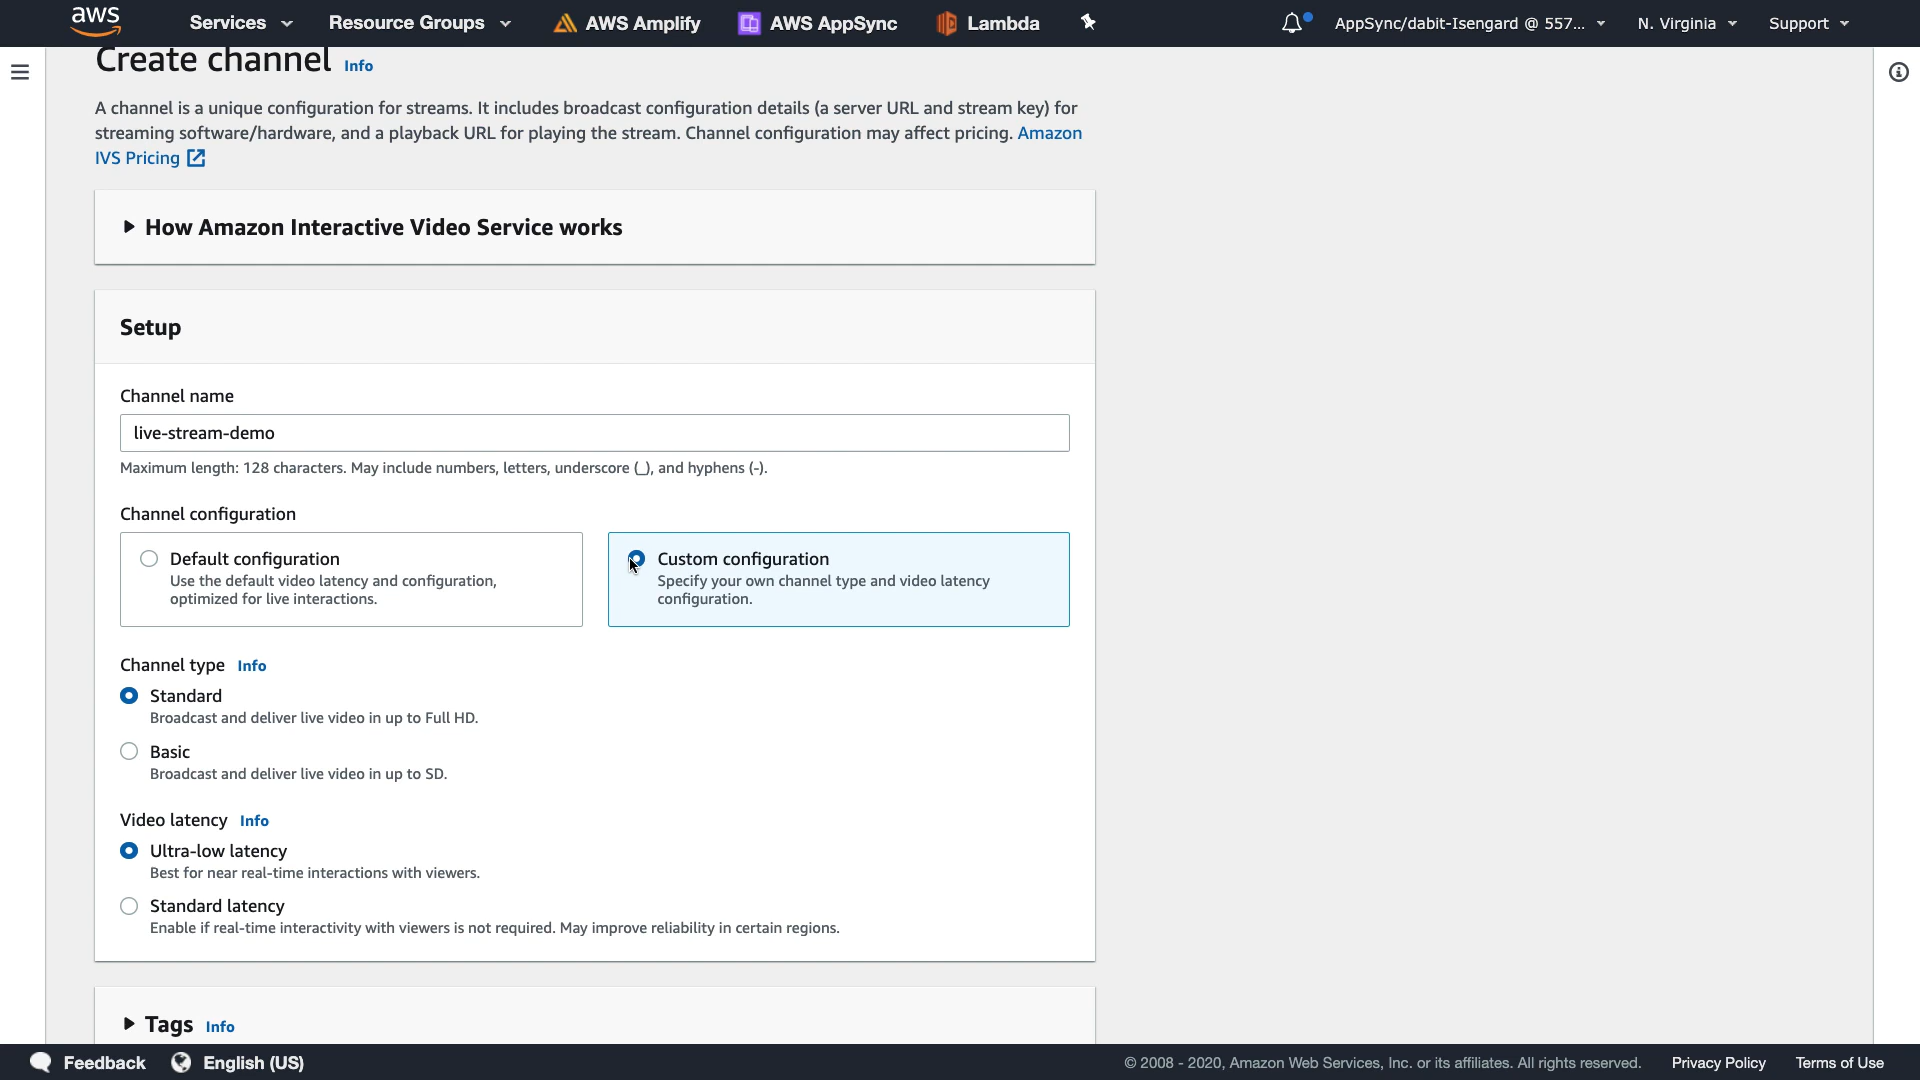 aws Services Resource Groups AWS Amplify AWS AppSync Lambda AppSync/dabit-Isengard @ 557... N. Virginia Support
Create channel Info
A channel is a unique configuration for streams. It includes broadcast configuration details (a server URL and stream key) for
streaming software/hardware, and a playback URL for playing the stream. Channel configuration may affect pricing. Amazon
IVS Pricing
How Amazon Interactive Video Service works
Setup
Channel name
live-stream-demo
Maximum length: 128 characters. May include numbers, letters, underscore (_), and hyphens (-).
Channel configuration
Default configuration
Use the default video latency and configuration,
optimized for live interactions.
Custom configuration
Specify your own channel type and video latency
configuration.
Channel type Info
Standard
Broadcast and deliver live video in up to Full HD.
Basic
Broadcast and deliver live video in up to SD.
Video latency Info
Ultra-low latency
Best for near real-time interactions with viewers.
Standard latency
Enable if real-time interactivity with viewers is not required. May improve reliability in certain regions.
Tags Info
Feedback English (US) © 2008 - 2020, Amazon Web Services, Inc. or its affiliates. All rights reserved. Privacy Policy Terms of Use